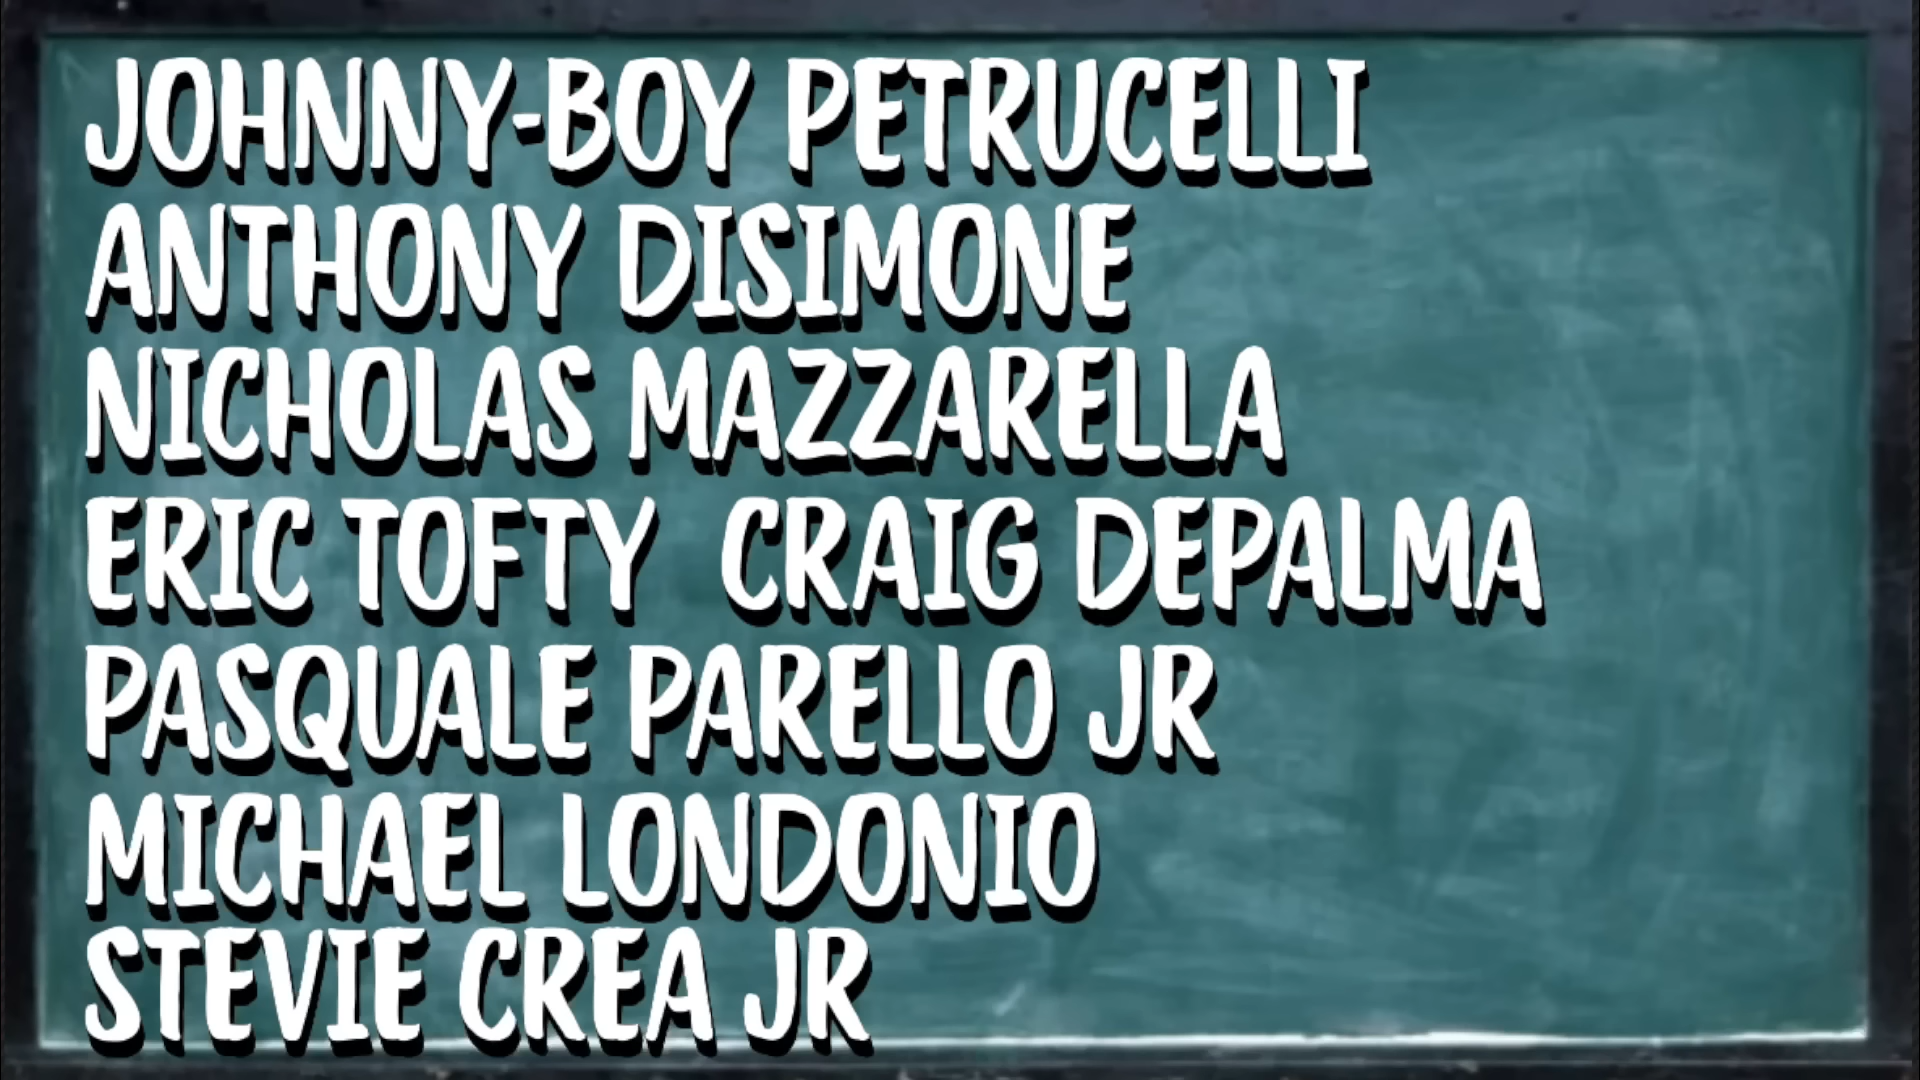 JOHNNY-BOY PETRUCELLI
ANTHONY DISIMONE
NICHOLAS MAZZARELLA
ERIC TOFTY  CRAIG DEPALMA
PASQUALE PARELLO JR
MICHAEL LONDONIO
STEVIE CREA JR